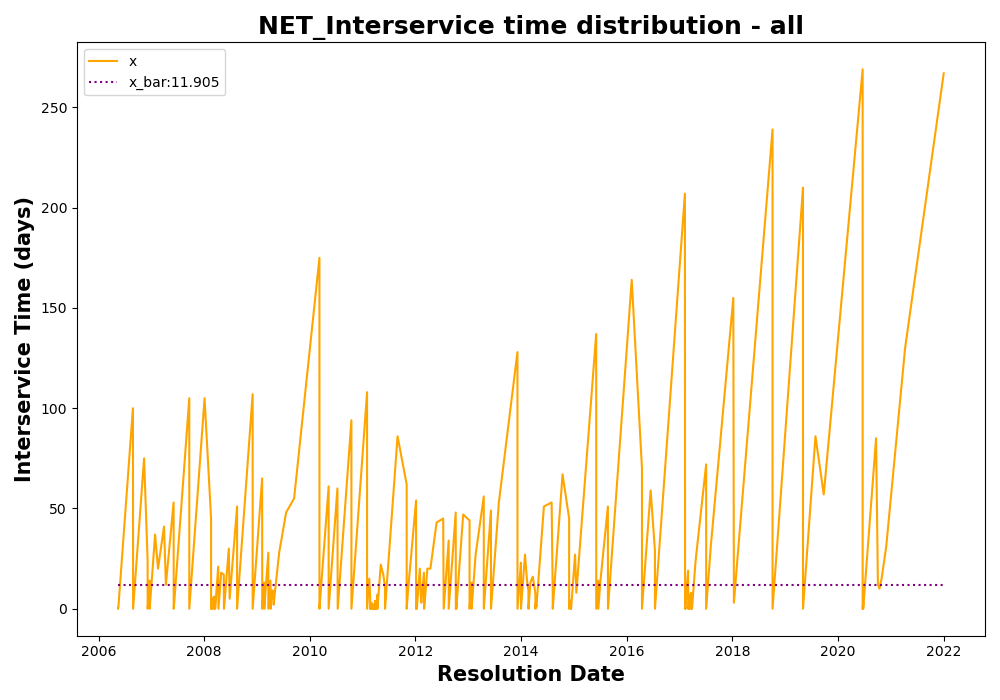 NET_Interservice time distribution - all
x
x_bar:11.905
Interservice Time (days)
250
200
150
100
50
0
2006 2008 2010 2012 2014 2016 2018 2020 2022
Resolution Date